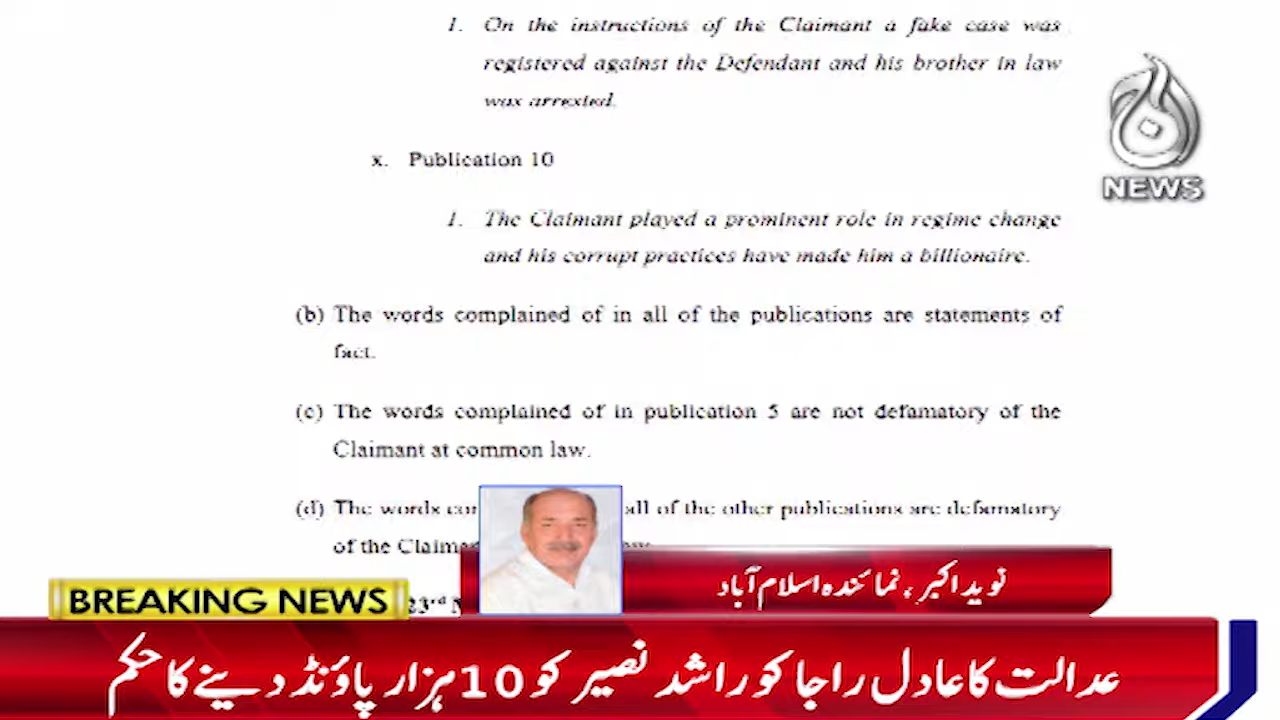 1. On the instructions of the Claimant a fake case was
registered against the Defendant and his brother in law
was arrested.
x. Publication 10
1. The Claimant played a prominent role in regime change
and his corrupt practices have made him a billionaire.
(b) The words complained of in all of the publications are statements of
fact.
(c) The words complained of in publication 5 are not defamatory of the
Claimant at common law.
(d) The words all of the other publications are defamatory
of the
NEWS
نوید اکبر، نمائندہ اسلام آباد
BREAKING NEWS
عدالت کا عادل راجا کو راشد نصیر کو 10 ہزار پاؤنڈ دینے کا حکم